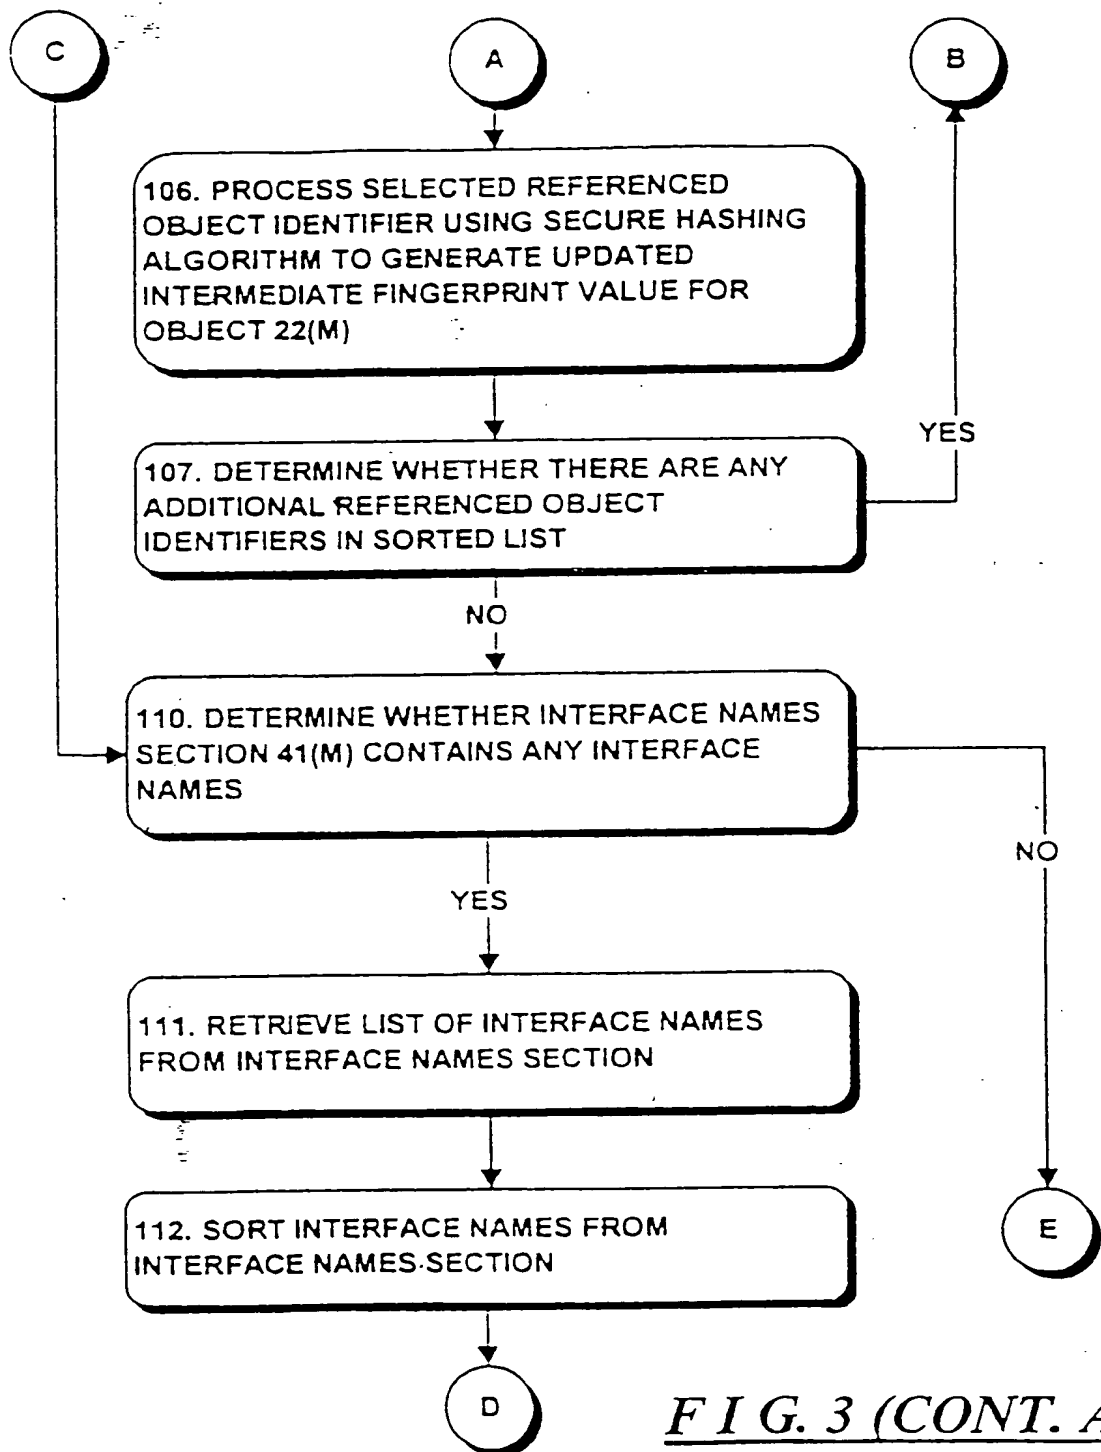 C
A
B
106. PROCESS SELECTED REFERENCED
OBJECT IDENTIFIER USING SECURE HASHING
ALGORITHM TO GENERATE UPDATED
INTERMEDIATE FINGERPRINT VALUE FOR
OBJECT 22(M)
YES
107. DETERMINE WHETHER THERE ARE ANY
ADDITIONAL REFERENCED OBJECT
IDENTIFIERS IN SORTED LIST
NO
110. DETERMINE WHETHER INTERFACE NAMES
SECTION 41(M) CONTAINS ANY INTERFACE
NAMES
NO
YES
111. RETRIEVE LIST OF INTERFACE NAMES
FROM INTERFACE NAMES SECTION
112. SORT INTERFACE NAMES FROM
INTERFACE NAMES SECTION
E
D
FIG. 3 (CONT. A